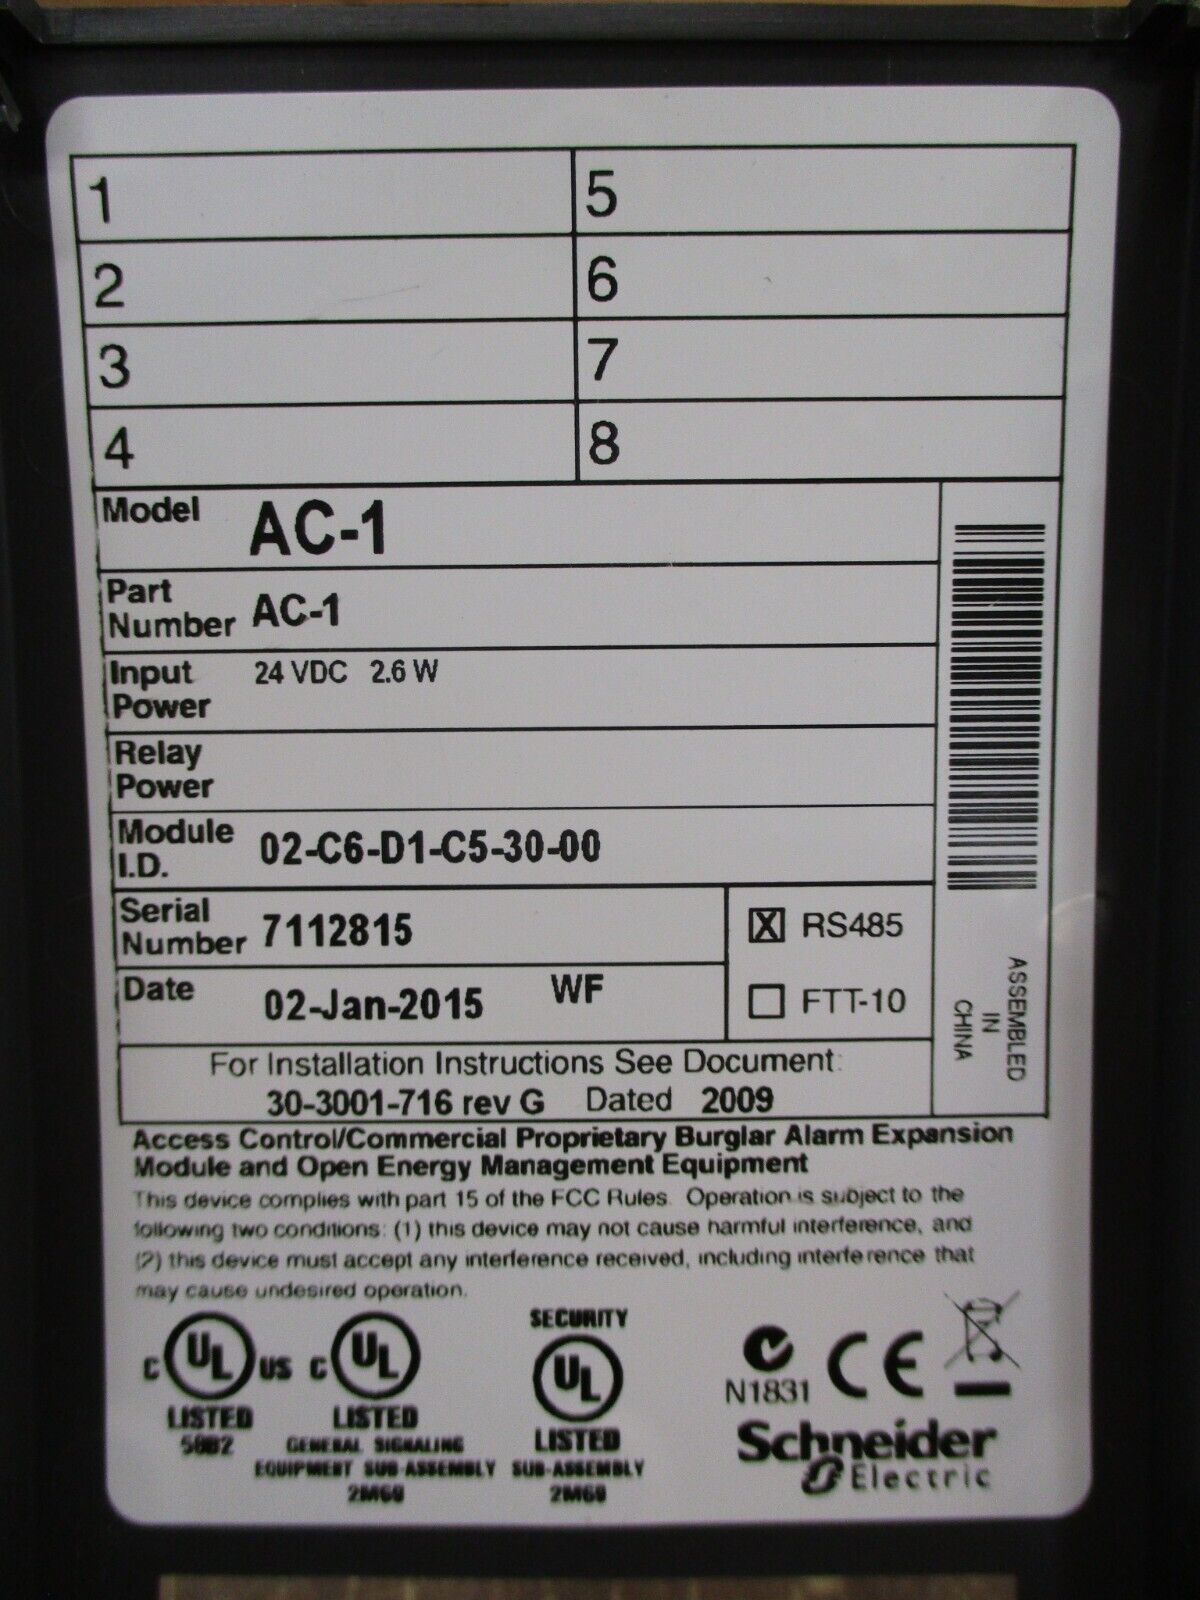 1
5
2
6
3
7
4
8
Model AC-1
Part Number AC-1
Input Power 24 VDC 2.6 W
Relay Power
Module I.D. 02-C6-D1-C5-30-00
Serial Number 7112815
Date 02-Jan-2015 WF
X RS485
FTT-10
ASSEMBLED
IN
CHINA
For Installation Instructions See Document:
30-3001-716 rev G Dated 2009
Access Control/Commercial Proprietary Burglar Alarm Expansion
Module and Open Energy Management Equipment
This device complies with part 15 of the FCC Rules. Operation is subject to the
following two conditions: (1) this device may not cause harmful interference, and
(2) this device must accept any interference received, including interference that
may cause undesired operation.
C UL US
LISTED
C UL
LISTED
GENERAL SIGNALING
EQUIPMENT SUB-ASSEMBLY
SECURITY
UL
LISTED
SUB-ASSEMBLY
N1831
CE
Schneider
Electric